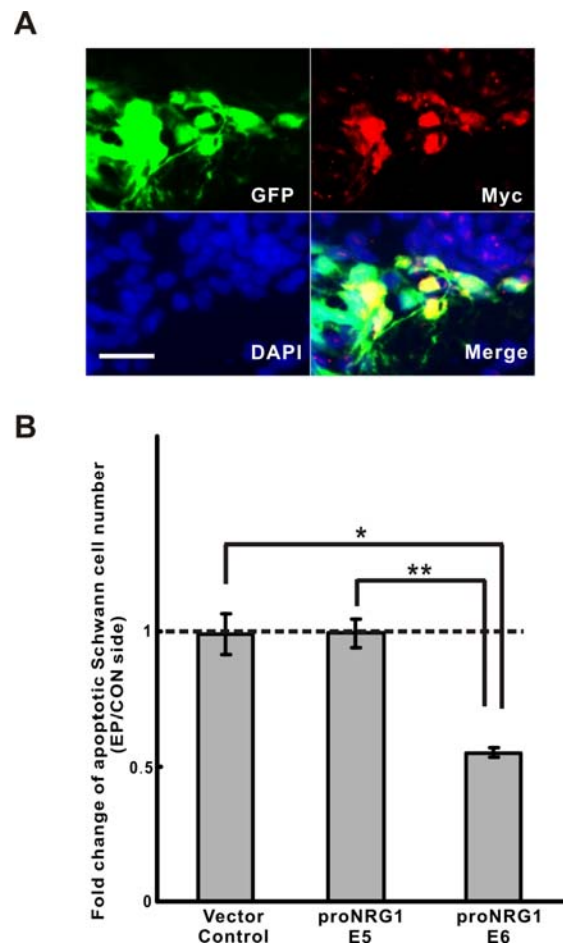 A
GFP
Myc
DAPI
Merge
B
Fold change of apoptotic Schwann cell number
(EP/CON side)
*
**
1
0.5
0
Vector
Control
proNRG1
E5
proNRG1
E6